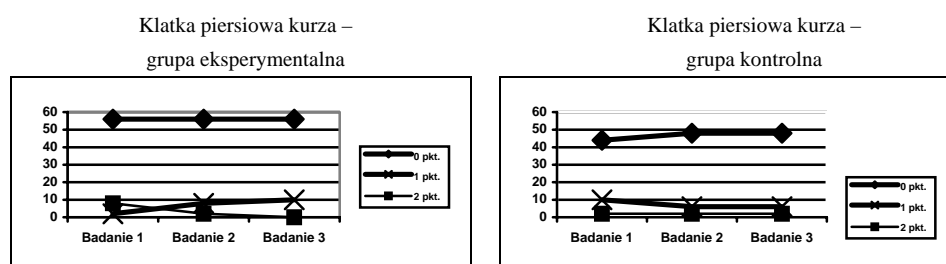 Klatka piersiowa kurza –
grupa eksperymentalna
60
50
40
30
20
10
0
Badanie 1 Badanie 2 Badanie 3
0 pkt.
1 pkt.
2 pkt.
Klatka piersiowa kurza –
grupa kontrolna
60
50
40
30
20
10
0
Badanie 1 Badanie 2 Badanie 3
0 pkt.
1 pkt.
2 pkt.